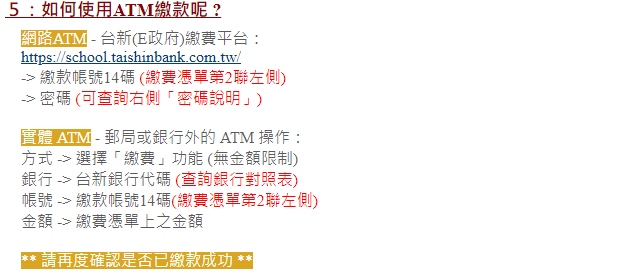 ５：如何使用ATM繳款呢？
網路ATM - 台新(E政府)繳費平台：
https://school.taishinbank.com.tw/
-> 繳款帳號14碼 (繳費憑單第2聯左側)
-> 密碼 (可查詢右側「密碼說明」)
實體 ATM - 郵局或銀行外的 ATM 操作：
方式 -> 選擇「繳費」功能 (無金額限制)
銀行 -> 台新銀行代碼 (查詢銀行對照表)
帳號 -> 繳款帳號14碼(繳費憑單第2聯左側)
金額 -> 繳費憑單上之金額
** 請再度確認是否已繳款成功 **